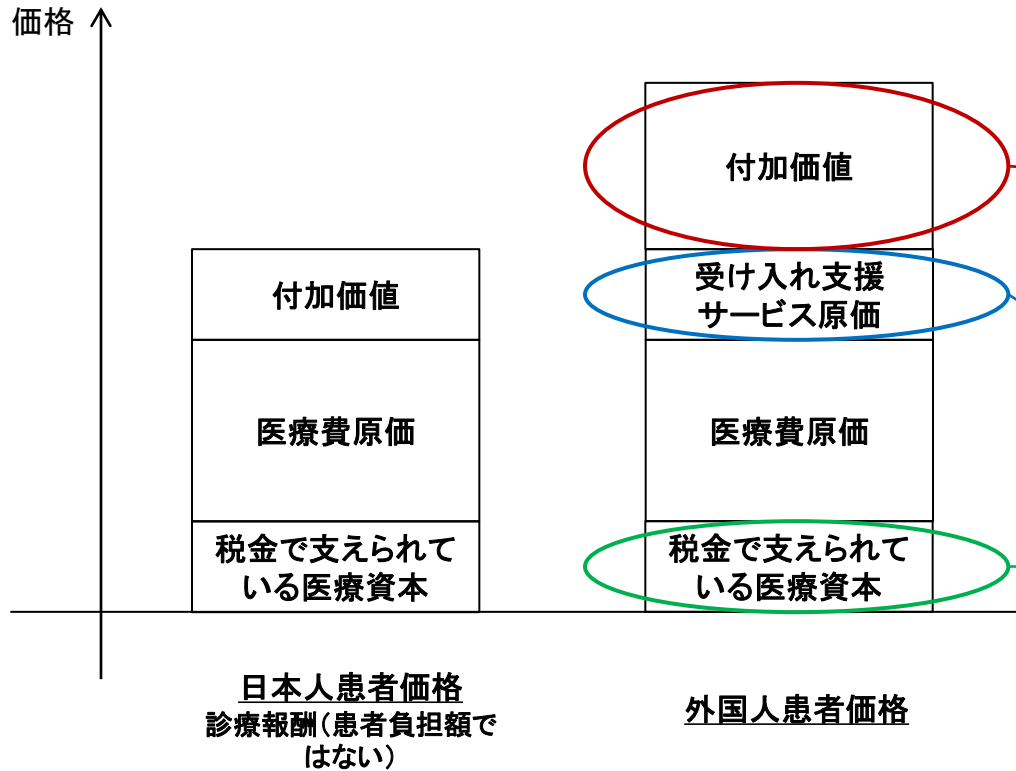 価格
付加価値
医療費原価
税金で支えられて
いる医療資本
日本人患者価格
診療報酬（患者負担額で
はない）
付加価値
受け入れ支援
サービス原価
医療費原価
税金で支えられて
いる医療資本
外国人患者価格